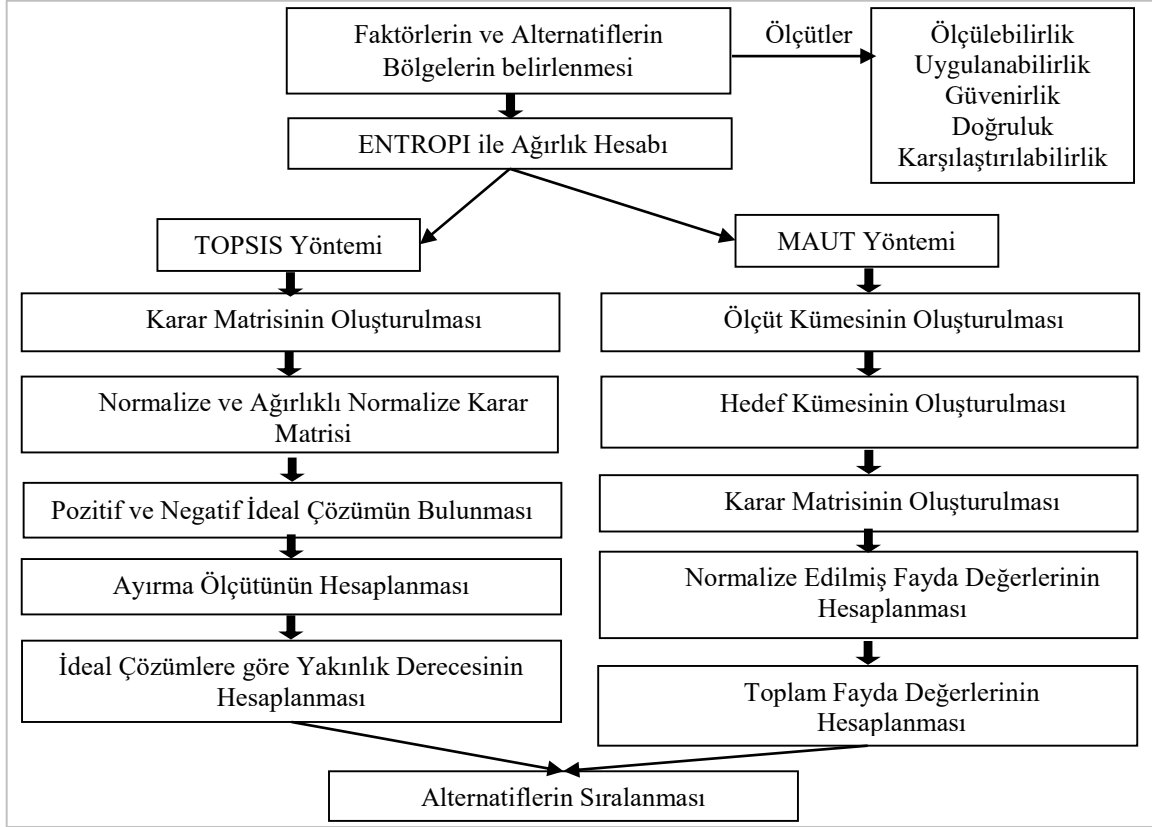 Faktörlerin ve Alternatiflerin
Bölgelerin belirlenmesi
Ölçütler
Ölçülebilirlik
Uygulanabilirlik
Güvenirlik
Doğruluk
Karşılaştırılabilirlik
ENTROPI ile Ağırlık Hesabı
TOPSIS Yöntemi
Karar Matrisinin Oluşturulması
Normalize ve Ağırlıklı Normalize Karar
Matrisi
Pozitif ve Negatif İdeal Çözümün Bulunması
Ayırma Ölçütünün Hesaplanması
İdeal Çözümlere göre Yakınlık Derecesinin
Hesaplanması
MAUT Yöntemi
Ölçüt Kümesinin Oluşturulması
Hedef Kümesinin Oluşturulması
Karar Matrisinin Oluşturulması
Normalize Edilmiş Fayda Değerlerinin
Hesaplanması
Toplam Fayda Değerlerinin
Hesaplanması
Alternatiflerin Sıralanması